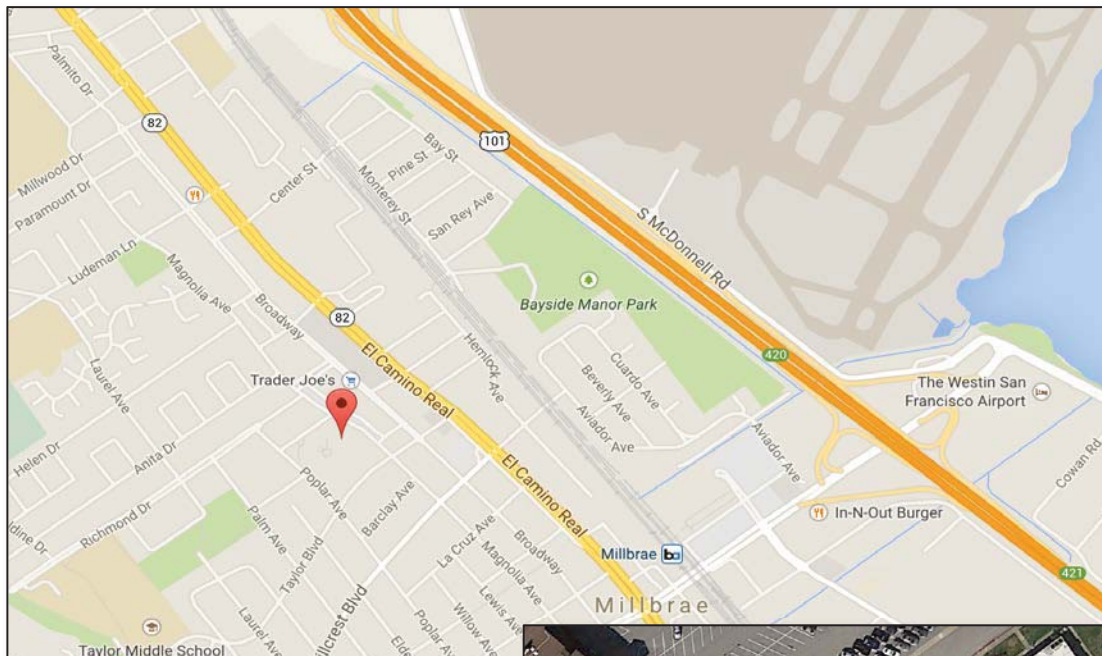 Palmito Dr
82
Millwood Dr
Paramount Dr
Ludeman Ln
Center St
Bay St
Pine St
Monterey St
San Rey Ave
101
S McDonnell Rd
Magnolia Ave
Broadway
82
Bayside Manor Park
El Camino Real
Hemlock Ave
Cuardo Ave
Beverly Ave
Aviador Ave
420
The Westin San
Francisco Airport
Trader Joe's
Laurel Ave
Helen Dr
Anita Dr
Richmond Dr
Poplar Ave
Barclay Ave
Palm Ave
Taylor Blvd
El Camino Real
Aviador Ave
Cowan Rd
In-N-Out Burger
La Cruz Ave
Broadway
Magnolia Ave
Millbrae
ba
421
Lewis Ave
Willow Ave
Poplar Ave
Laurel Ave
Millbrae
Taylor Middle School